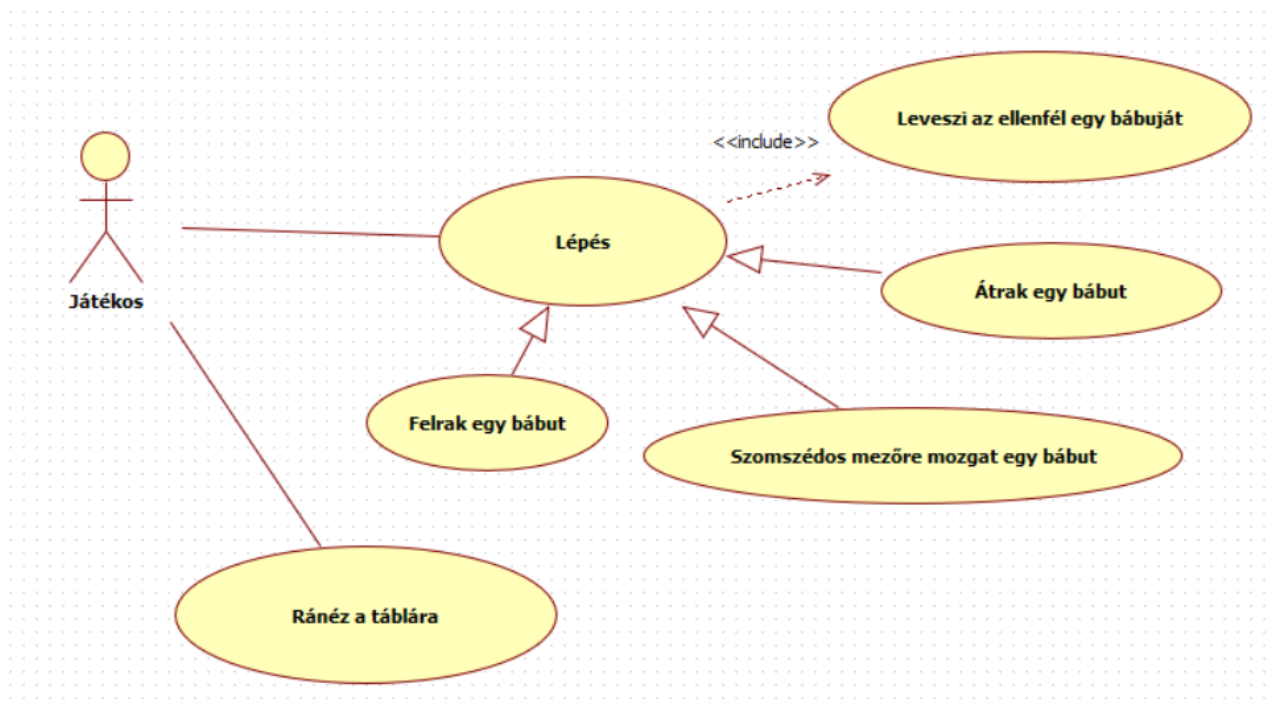 Leveszi az ellenfél egy bábuját
<<include>>
Lépés
Átrak egy bábut
Játékos
Felrak egy bábut
Szomszédos mezőre mozgat egy bábut
Ránéz a táblára